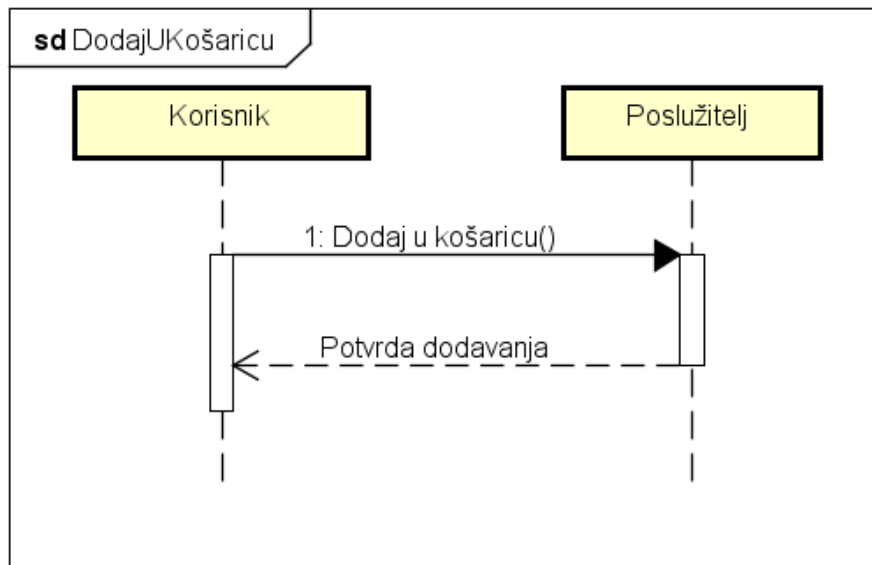 sd DodajUKošaricu
Korisnik
Poslužitelj
1: Dodaj u košaricu()
Potvrda dodavanja